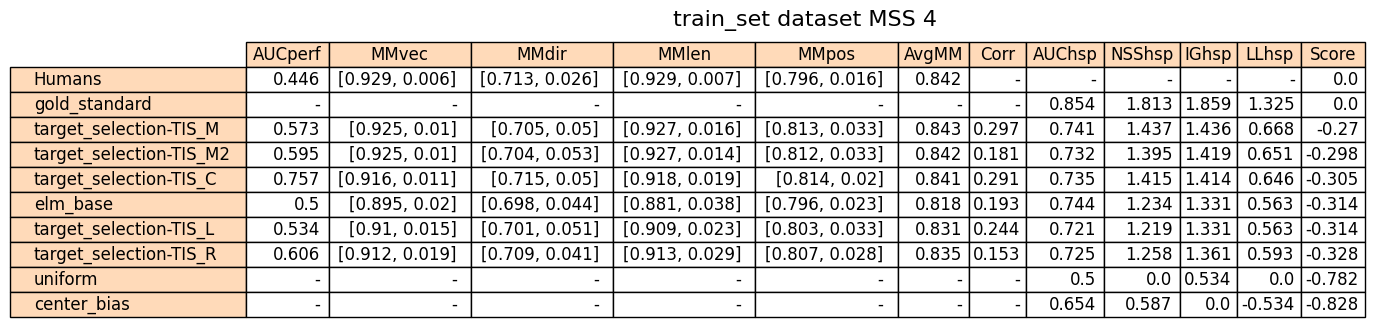 train_set dataset MSS 4
AUCperf MMvec MMdir MMlen MMpos AvgMM Corr AUChsp NSShsp IGhsp LLhsp Score
Humans 0.446 [0.929, 0.006] [0.713, 0.026] [0.929, 0.007] [0.796, 0.016] 0.842 - - - - - 0.0
gold_standard - - - - - - - 0.854 1.813 1.859 1.325 0.0
target_selection-TIS_M 0.573 [0.925, 0.01] [0.705, 0.05] [0.927, 0.016] [0.813, 0.033] 0.843 0.297 0.741 1.437 1.436 0.668 -0.27
target_selection-TIS_M2 0.595 [0.925, 0.01] [0.704, 0.053] [0.927, 0.014] [0.812, 0.033] 0.842 0.181 0.732 1.395 1.419 0.651 -0.298
target_selection-TIS_C 0.757 [0.916, 0.011] [0.715, 0.05] [0.918, 0.019] [0.814, 0.02] 0.841 0.291 0.735 1.415 1.414 0.646 -0.305
elm_base 0.5 [0.895, 0.02] [0.698, 0.044] [0.881, 0.038] [0.796, 0.023] 0.818 0.193 0.744 1.234 1.331 0.563 -0.314
target_selection-TIS_L 0.534 [0.91, 0.015] [0.701, 0.051] [0.909, 0.023] [0.803, 0.033] 0.831 0.244 0.721 1.219 1.331 0.563 -0.314
target_selection-TIS_R 0.606 [0.912, 0.019] [0.709, 0.041] [0.913, 0.029] [0.807, 0.028] 0.835 0.153 0.725 1.258 1.361 0.593 -0.328
uniform - - - - - - - 0.5 0.0 0.534 0.0 -0.782
center_bias - - - - - - - 0.654 0.587 0.0 -0.534 -0.828